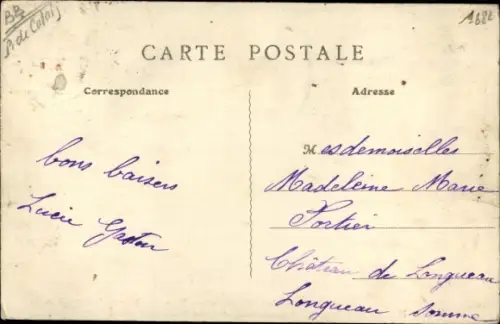 BB
P. de Calais
1682
CARTE POSTALE
Correspondance
Adresse
bons baisers
Lucie Gaston
Mesdemoiselles
Madeleine Marie
Portier
Château de Longueau
Longueau Somme